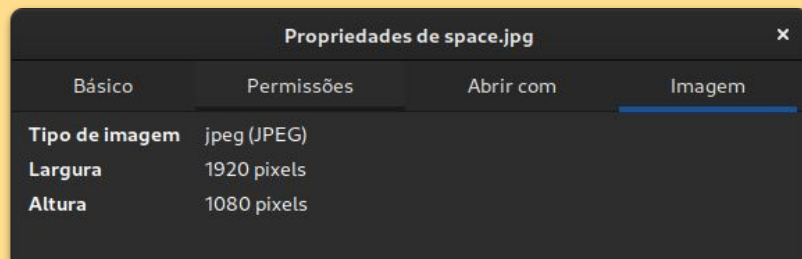 Propriedades de space.jpg ×
Básico Permissões Abrir com Imagem
Tipo de imagem jpeg (JPEG)
Largura 1920 pixels
Altura 1080 pixels